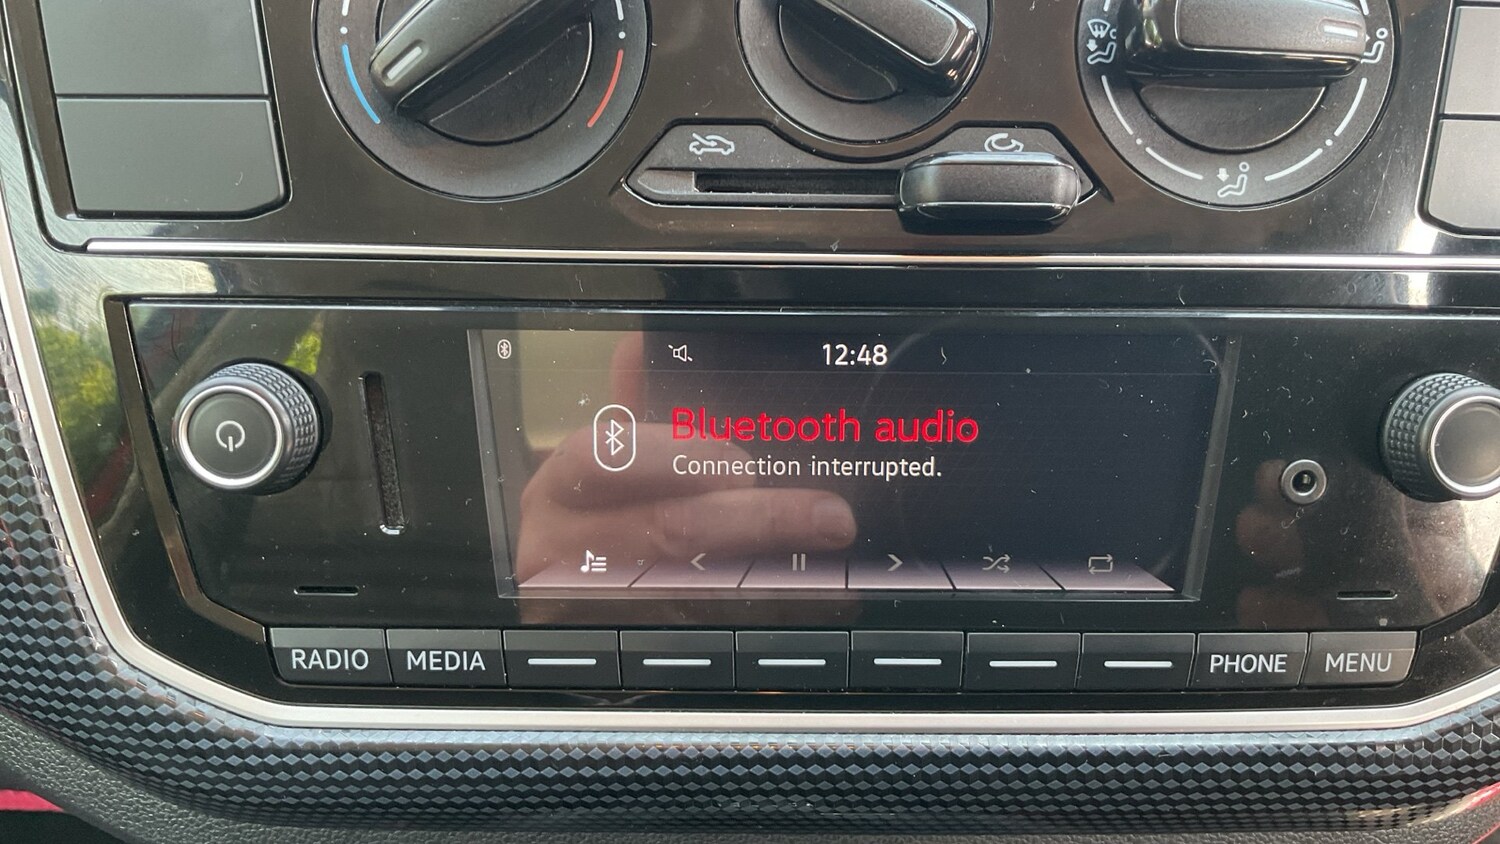 12:48
Bluetooth audio
Connection interrupted.
RADIO MEDIA PHONE MENU